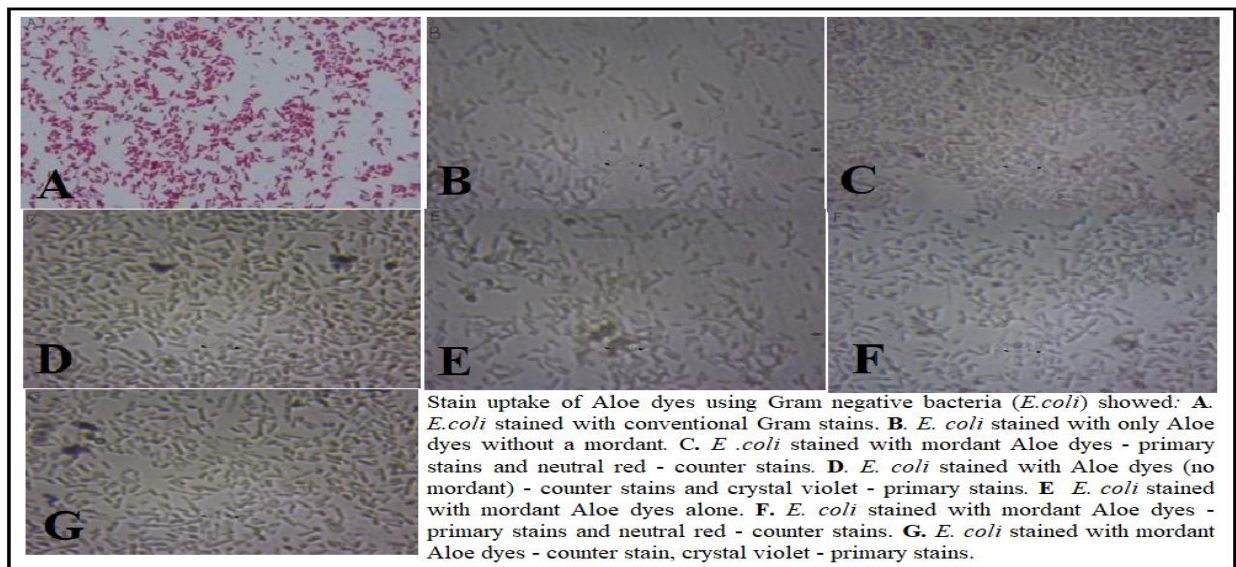 A
B
C
A
B
C
D
E
F
D
E
F
G
G
Stain uptake of Aloe dyes using Gram negative bacteria (E.coli) showed: A.
E.coli stained with conventional Gram stains. B. E. coli stained with only Aloe
dyes without a mordant. C. E .coli stained with mordant Aloe dyes - primary
stains and neutral red - counter stains. D. E. coli stained with Aloe dyes (no
mordant) - counter stains and crystal violet - primary stains. E E. coli stained
with mordant Aloe dyes alone. F. E. coli stained with mordant Aloe dyes -
primary stains and neutral red - counter stains. G. E. coli stained with mordant
Aloe dyes - counter stain, crystal violet - primary stains.